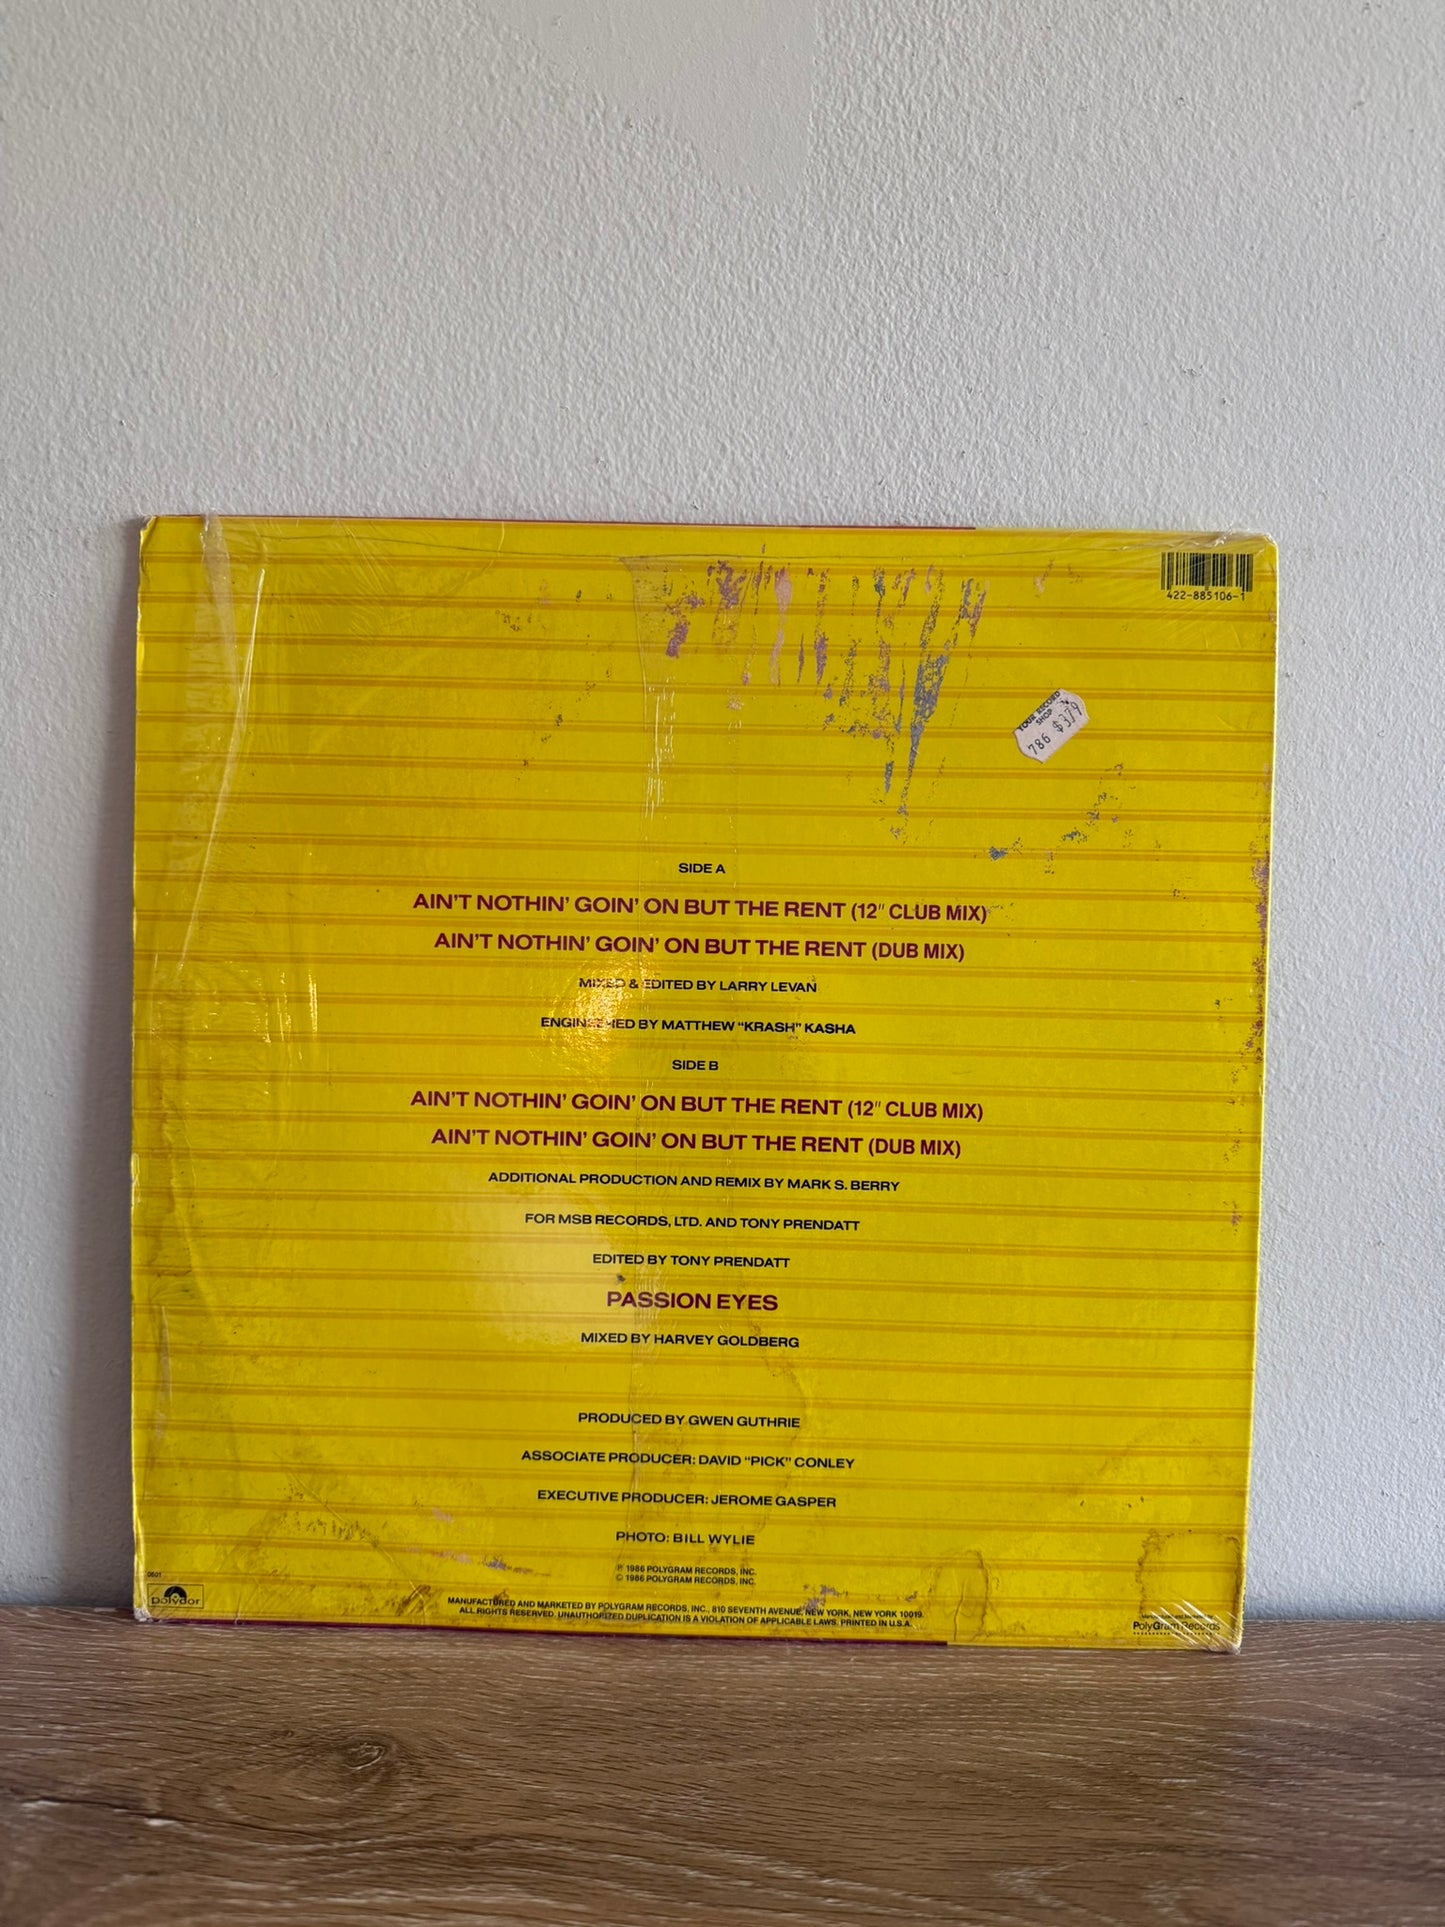 422-885106-1
YOUR RECORD
SHOP
786 $3.79
SIDE A
AIN'T NOTHIN' GOIN' ON BUT THE RENT (12" CLUB MIX)
AIN'T NOTHIN' GOIN' ON BUT THE RENT (DUB MIX)
MIXED & EDITED BY LARRY LEVAN
ENGINEERED BY MATTHEW "KRASH" KASHA
SIDE B
AIN'T NOTHIN' GOIN' ON BUT THE RENT (12" CLUB MIX)
AIN'T NOTHIN' GOIN' ON BUT THE RENT (DUB MIX)
ADDITIONAL PRODUCTION AND REMIX BY MARK S. BERRY
FOR MSB RECORDS, LTD. AND TONY PRENDATT
EDITED BY TONY PRENDATT
PASSION EYES
MIXED BY HARVEY GOLDBERG
PRODUCED BY GWEN GUTHRIE
ASSOCIATE PRODUCER: DAVID "PICK" CONLEY
EXECUTIVE PRODUCER: JEROME GASPER
PHOTO: BILL WYLIE
℗ 1986 POLYGRAM RECORDS, INC.
© 1986 POLYGRAM RECORDS, INC.
0601
polydor
MANUFACTURED AND MARKETED BY POLYGRAM RECORDS, INC., 810 SEVENTH AVENUE, NEW YORK, NEW YORK 10019.
ALL RIGHTS RESERVED. UNAUTHORIZED DUPLICATION IS A VIOLATION OF APPLICABLE LAWS. PRINTED IN U.S.A.
PolyGram Records